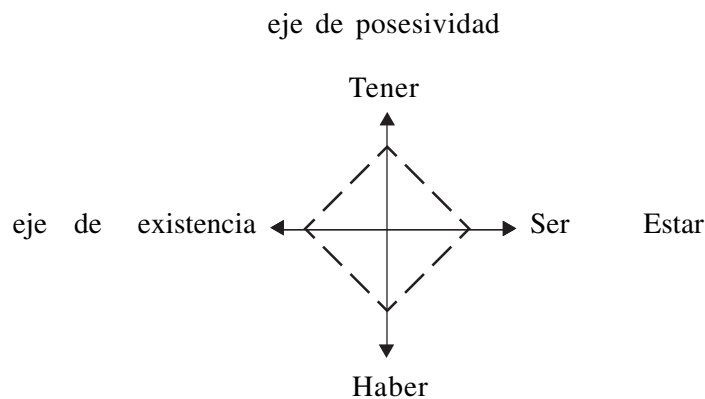 eje de posesividad
Tener
eje de existencia Ser Estar
Haber